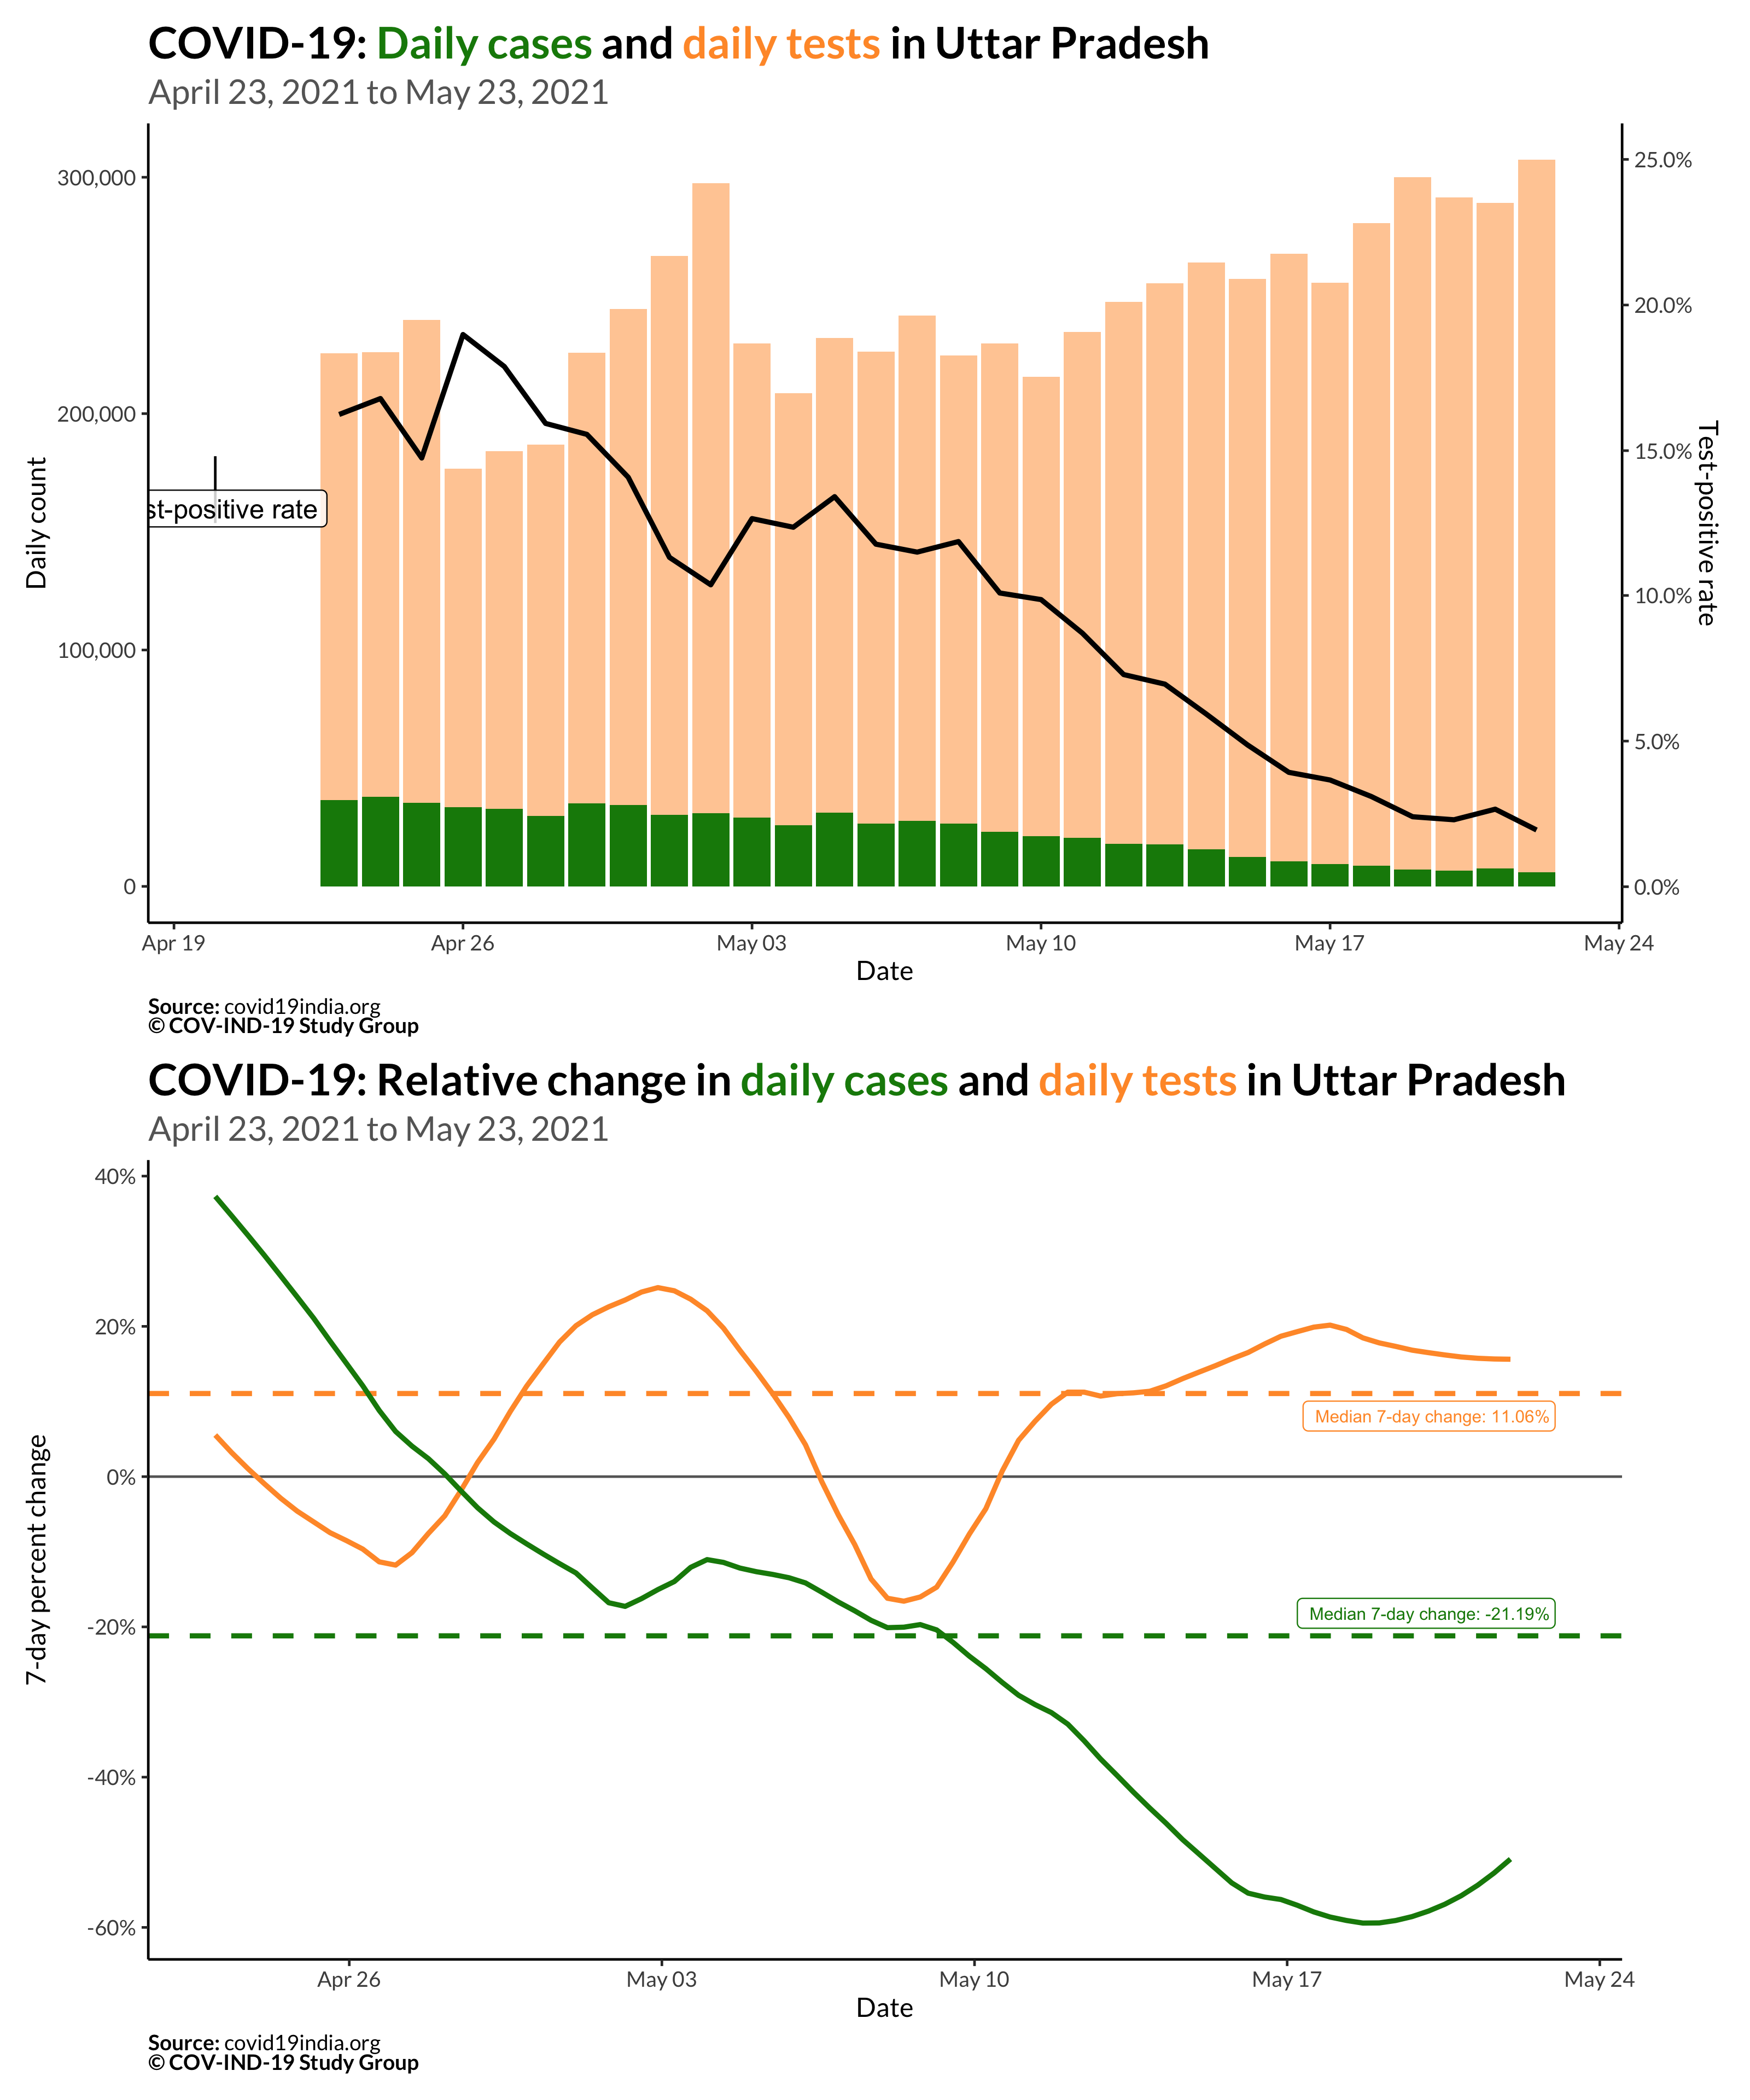 COVID-19: Daily cases and daily tests in Uttar Pradesh
April 23, 2021 to May 23, 2021
300,000
200,000
100,000
0
Daily count
25.0%
20.0%
15.0%
10.0%
5.0%
0.0%
Test-positive rate
st-positive rate
Apr 19
Apr 26
May 03
May 10
May 17
May 24
Date
Source: covid19india.org
© COV-IND-19 Study Group
COVID-19: Relative change in daily cases and daily tests in Uttar Pradesh
April 23, 2021 to May 23, 2021
40%
20%
0%
-20%
-40%
-60%
7-day percent change
Median 7-day change: 11.06%
Median 7-day change: -21.19%
Apr 26
May 03
May 10
May 17
May 24
Date
Source: covid19india.org
© COV-IND-19 Study Group